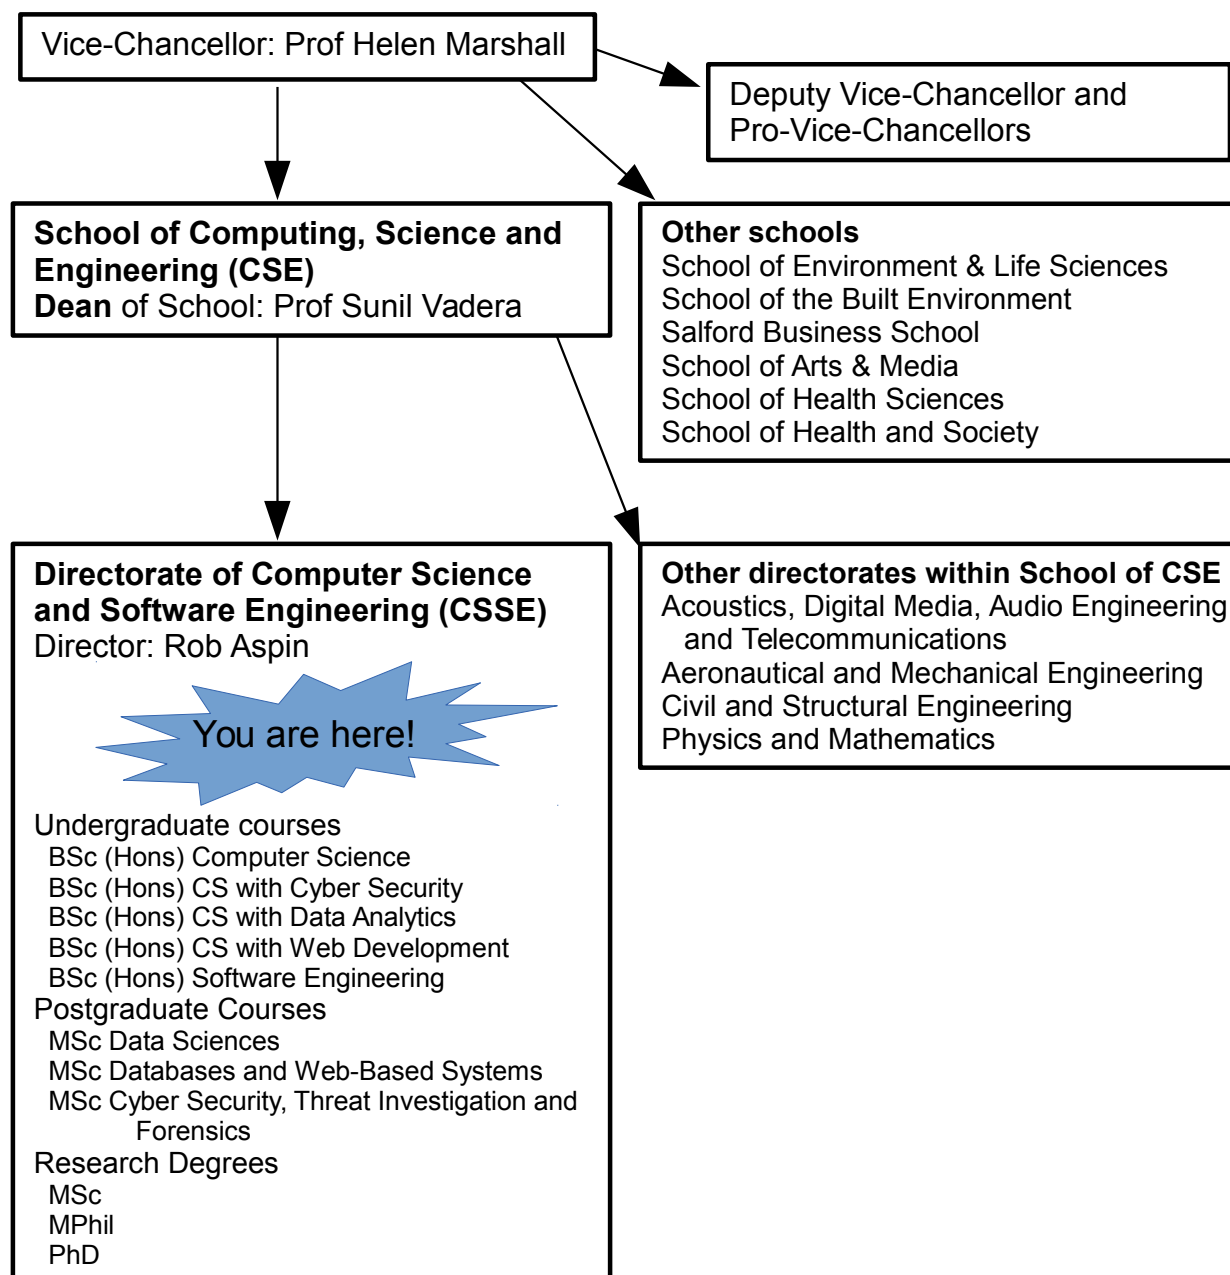 Vice-Chancellor: Prof Helen Marshall
Deputy Vice-Chancellor and
Pro-Vice-Chancellors
School of Computing, Science and
Engineering (CSE)
Dean of School: Prof Sunil Vadera
Other schools
School of Environment & Life Sciences
School of the Built Environment
Salford Business School
School of Arts & Media
School of Health Sciences
School of Health and Society
Directorate of Computer Science
and Software Engineering (CSSE)
Director: Rob Aspin
You are here!
Undergraduate courses
BSc (Hons) Computer Science
BSc (Hons) CS with Cyber Security
BSc (Hons) CS with Data Analytics
BSc (Hons) CS with Web Development
BSc (Hons) Software Engineering
Postgraduate Courses
MSc Data Sciences
MSc Databases and Web-Based Systems
MSc Cyber Security, Threat Investigation and
Forensics
Research Degrees
MSc
MPhil
PhD
Other directorates within School of CSE
Acoustics, Digital Media, Audio Engineering
and Telecommunications
Aeronautical and Mechanical Engineering
Civil and Structural Engineering
Physics and Mathematics